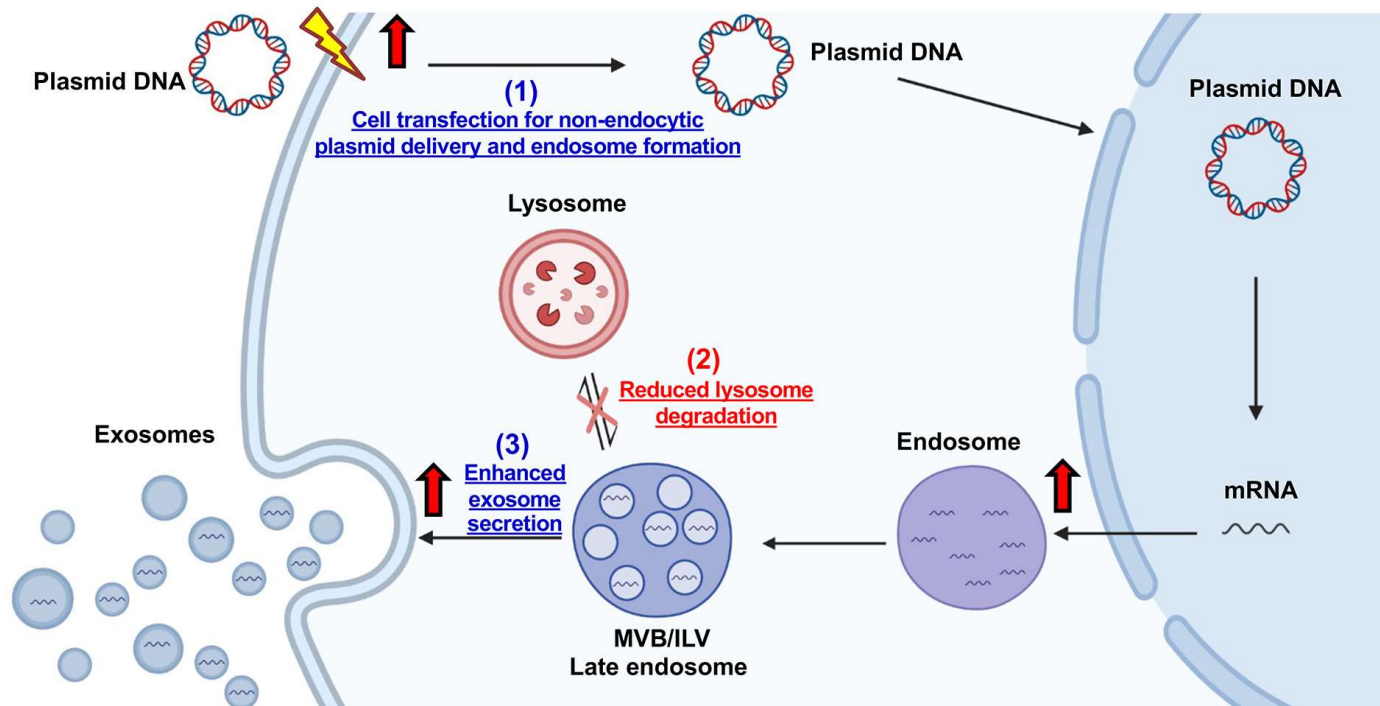 Plasmid DNA
Plasmid DNA
Plasmid DNA
(1)
Cell transfection for non-endocytic
plasmid delivery and endosome formation
Lysosome
(2)
Reduced lysosome
degradation
Exosomes
(3)
Enhanced
exosome
secretion
Endosome
mRNA
MVB/ILV
Late endosome